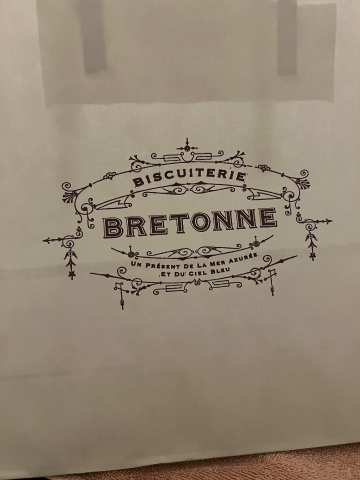 BISCUITERIE
BRETONNE
UN PRÉSENT DE LA MER AZURÉE
ET DU CIEL BLEU